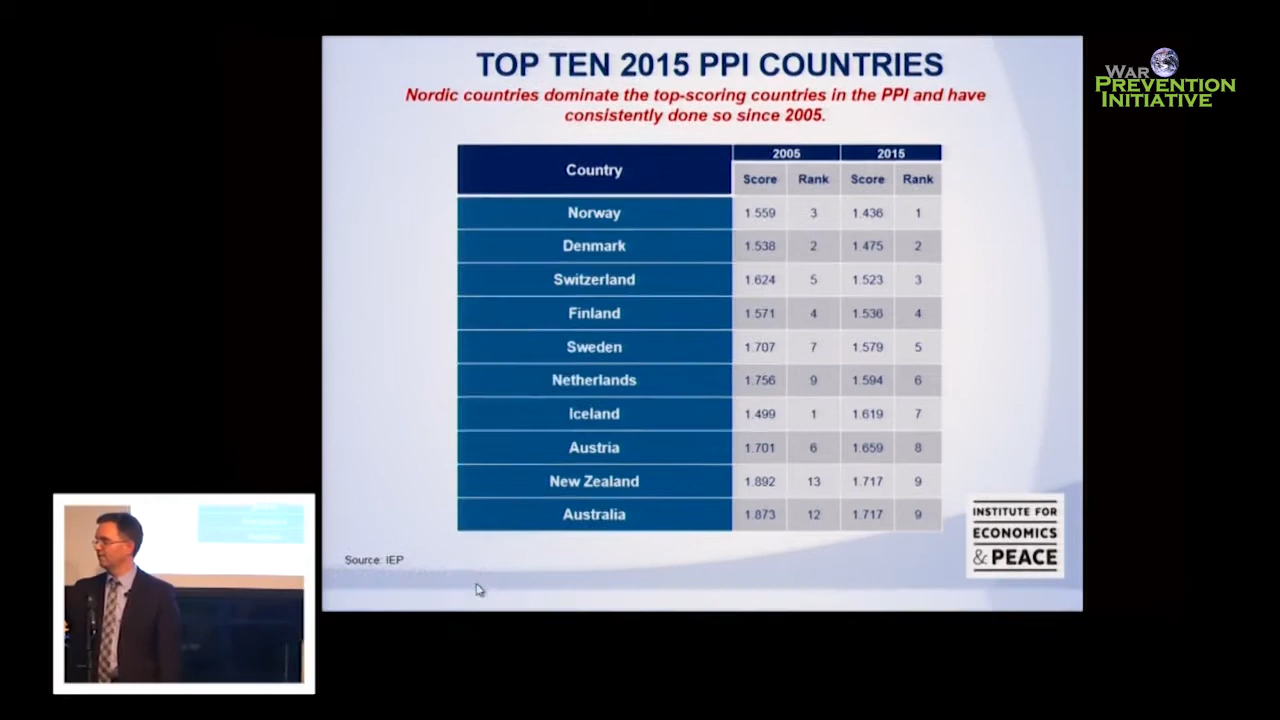 TOP TEN 2015 PPI COUNTRIES
Nordic countries dominate the top-scoring countries in the PPI and have
consistently done so since 2005.
WAR
PREVENTION
INITIATIVE
Country 2005 2015
Score Rank Score Rank
Norway 1.559 3 1.436 1
Denmark 1.538 2 1.475 2
Switzerland 1.624 5 1.523 3
Finland 1.571 4 1.536 4
Sweden 1.707 7 1.579 5
Netherlands 1.756 9 1.594 6
Iceland 1.499 1 1.619 7
Austria 1.701 6 1.659 8
New Zealand 1.892 13 1.717 9
Australia 1.873 12 1.717 9
INSTITUTE FOR
ECONOMICS
& PEACE
Source: IEP